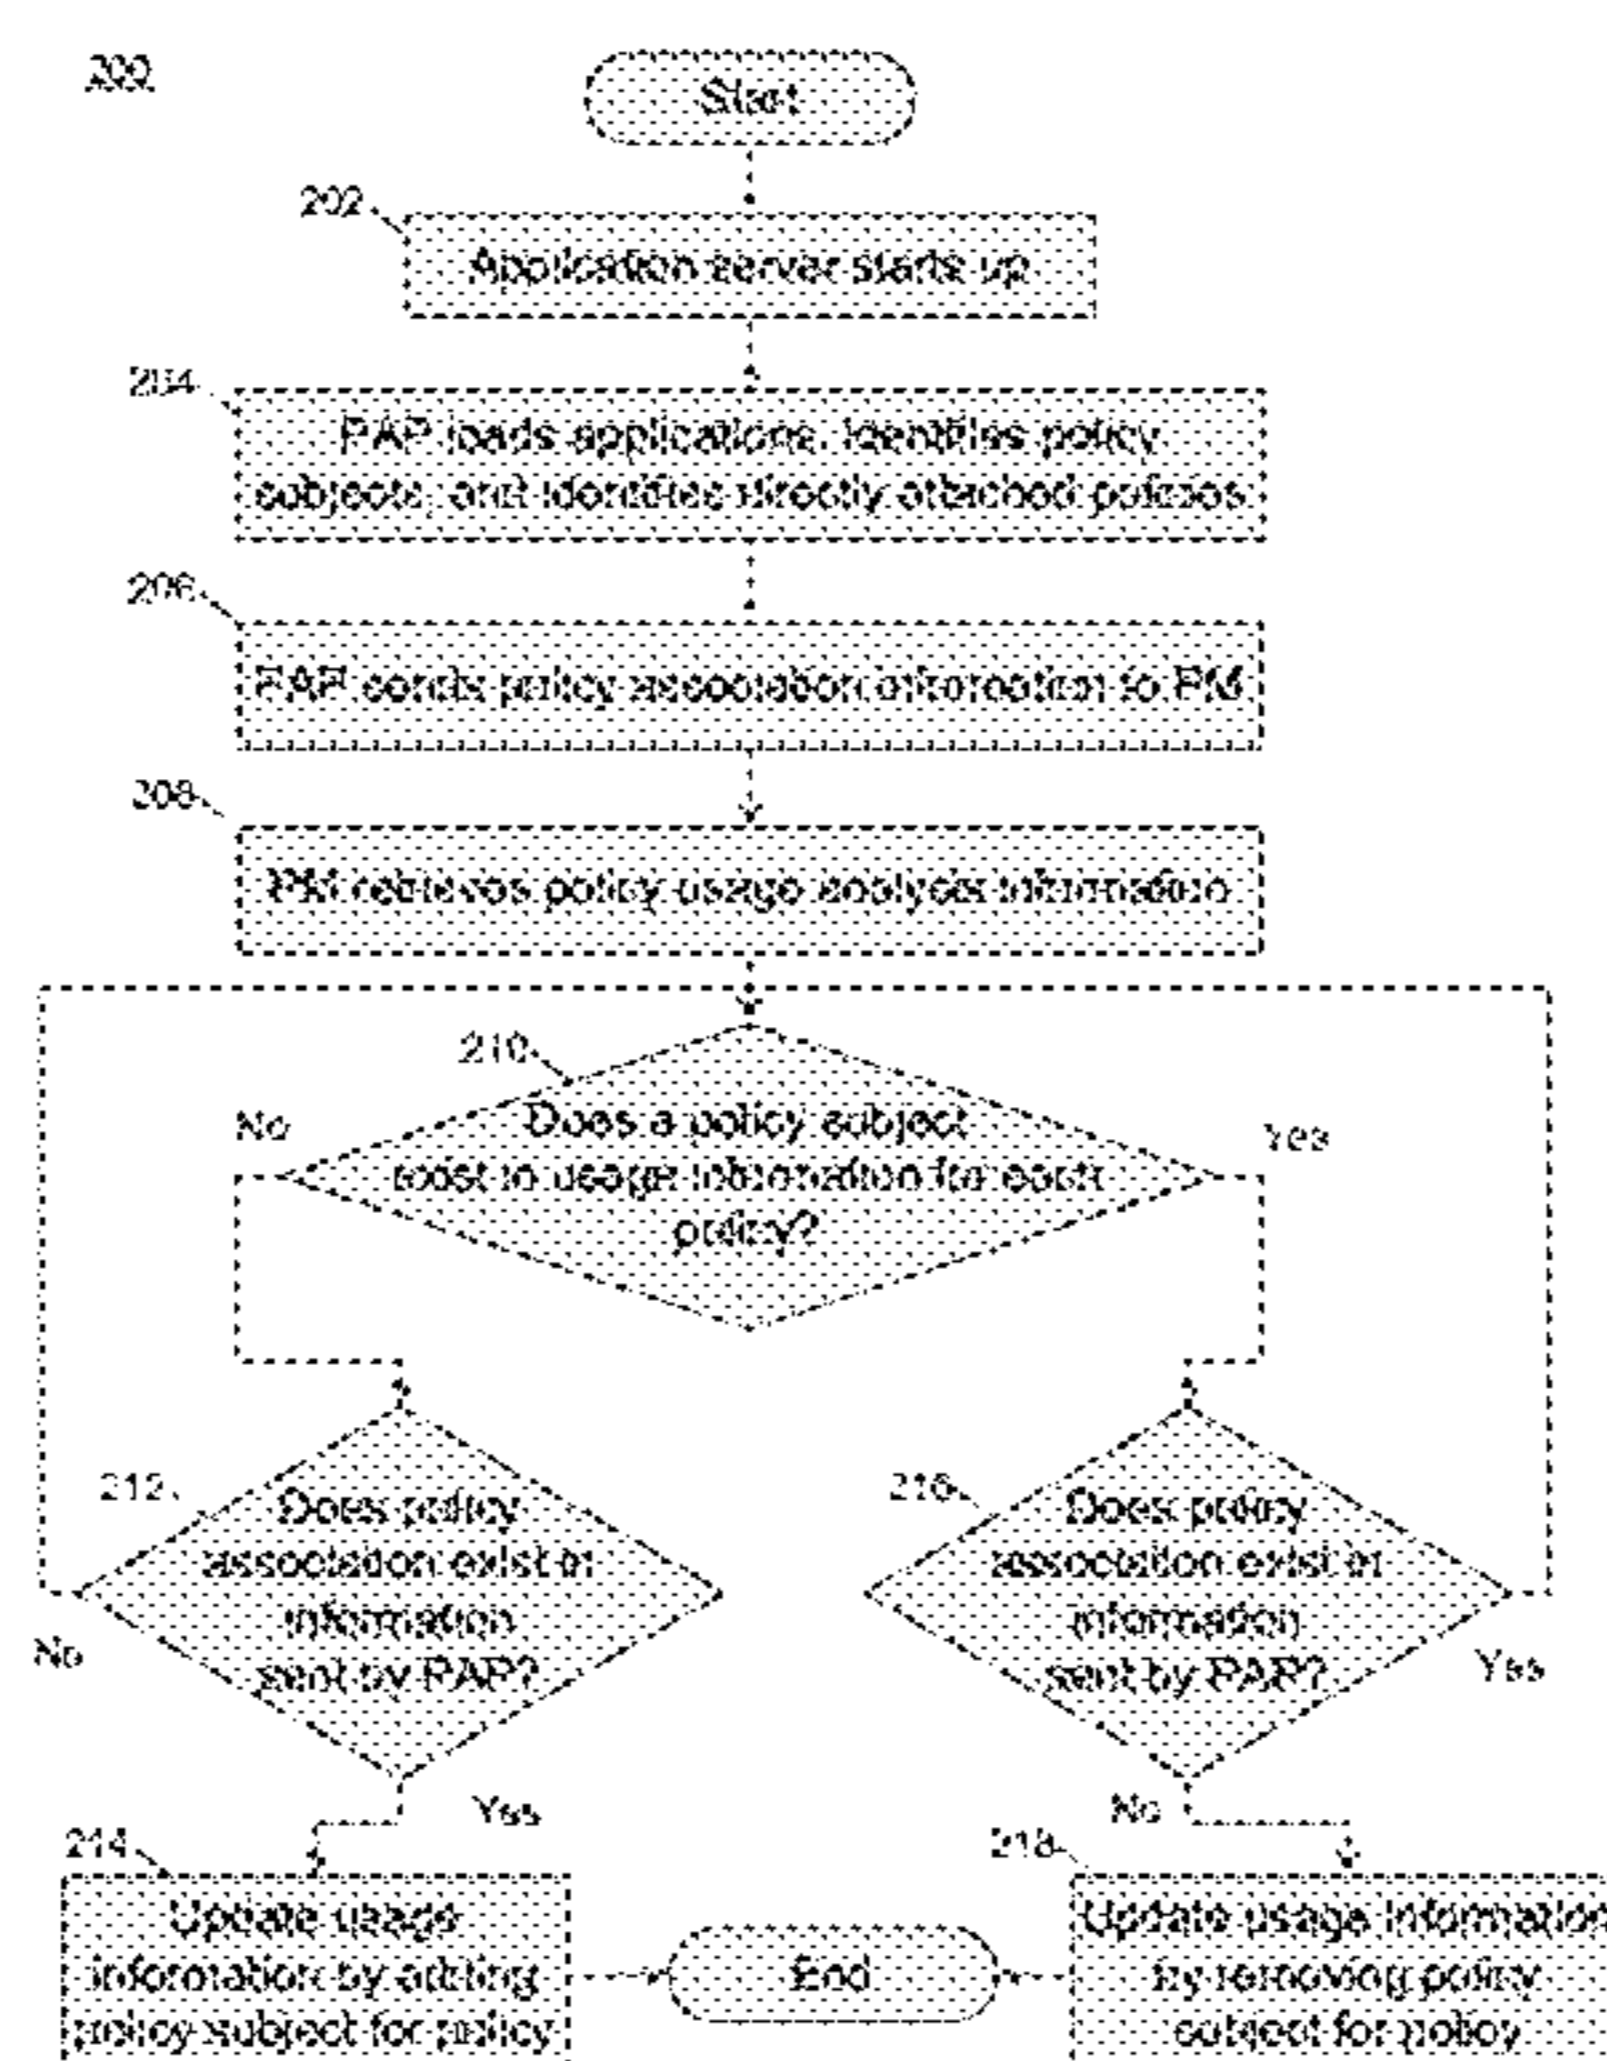 200
Start
202
Application server starts up
204
PAP loads applications, identifies policy
subjects, and identifies directly attached policies
206
PAP sends policy association information to PM
208
PM retrieves policy usage analysis information
210
No
Does a policy subject
exist in usage information for each
policy?
Yes
212
Does policy
association exist in
information
sent by PAP?
No
Yes
216
Does policy
association exist in
information
sent by PAP?
Yes
No
214
Update usage
information by adding
policy subject for policy
End
218
Update usage information
by removing policy
subject for policy